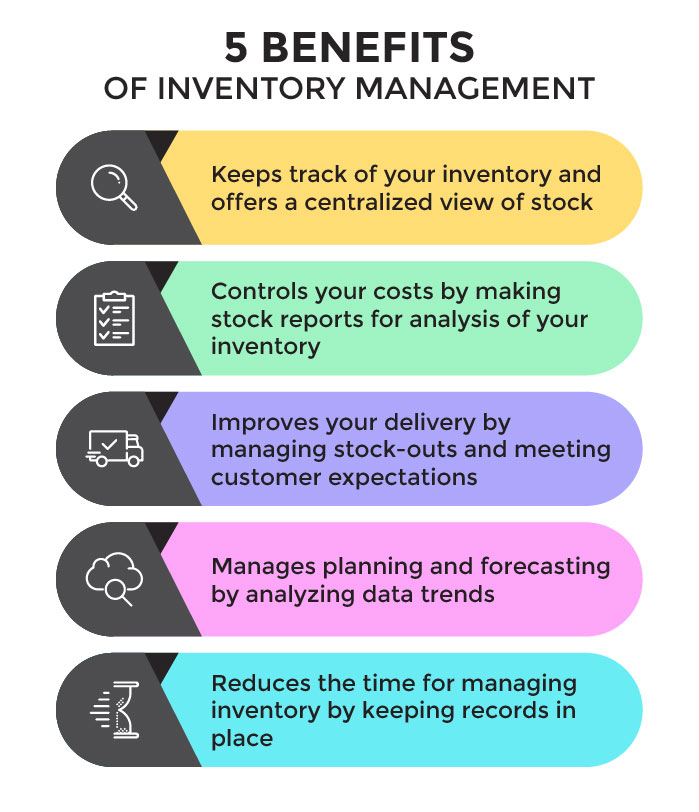 5 BENEFITS
OF INVENTORY MANAGEMENT
Keeps track of your inventory and
offers a centralized view of stock
Controls your costs by making
stock reports for analysis of your
inventory
Improves your delivery by
managing stock-outs and meeting
customer expectations
Manages planning and forecasting
by analyzing data trends
Reduces the time for managing
inventory by keeping records in
place